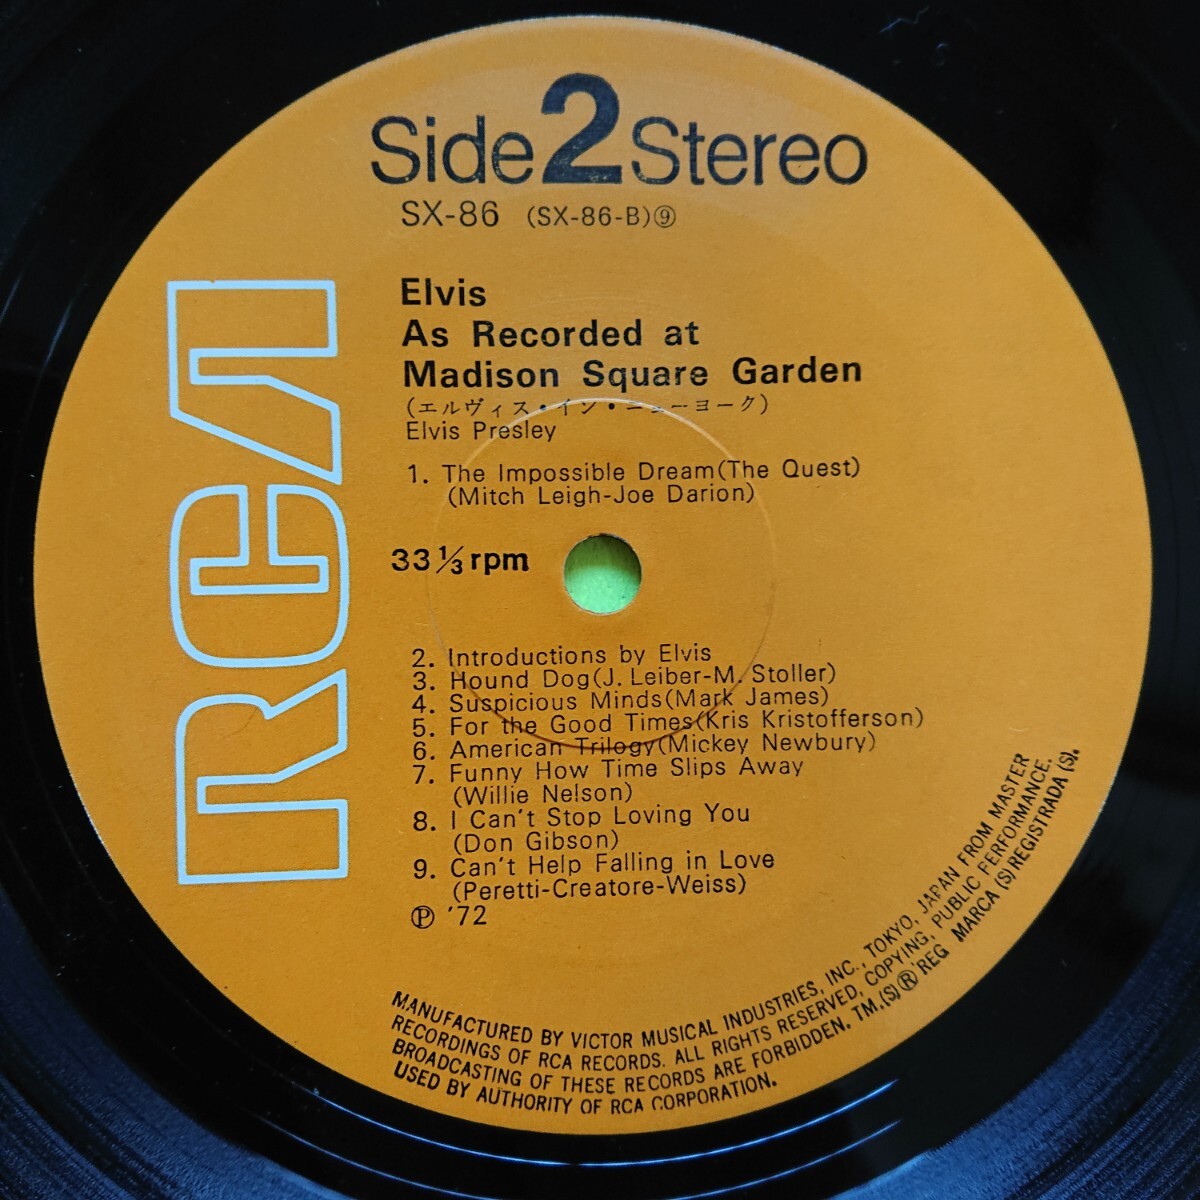 Side 2 Stereo
SX-86 (SX-86-B)⑨
RCA
Elvis
As Recorded at
Madison Square Garden
(エルヴィス・イン・ニューヨーク)
Elvis Presley
1. The Impossible Dream(The Quest)
(Mitch Leigh-Joe Darion)
33⅓rpm
2. Introductions by Elvis
3. Hound Dog(J. Leiber-M. Stoller)
4. Suspicious Minds(Mark James)
5. For the Good Times(Kris Kristofferson)
6. American Trilogy(Mickey Newbury)
7. Funny How Time Slips Away
(Willie Nelson)
8. I Can't Stop Loving You
(Don Gibson)
9. Can't Help Falling in Love
(Peretti-Creatore-Weiss)
Ⓟ '72
MANUFACTURED BY VICTOR MUSICAL INDUSTRIES, INC., TOKYO, JAPAN FROM MASTER
RECORDINGS OF RCA RECORDS. ALL RIGHTS RESERVED, COPYING, PUBLIC PERFORMANCE,
BROADCASTING OF THESE RECORDS ARE FORBIDDEN. TM,(S)® REG MARCA (S)REGISTRADA (S).
USED BY AUTHORITY OF RCA CORPORATION.